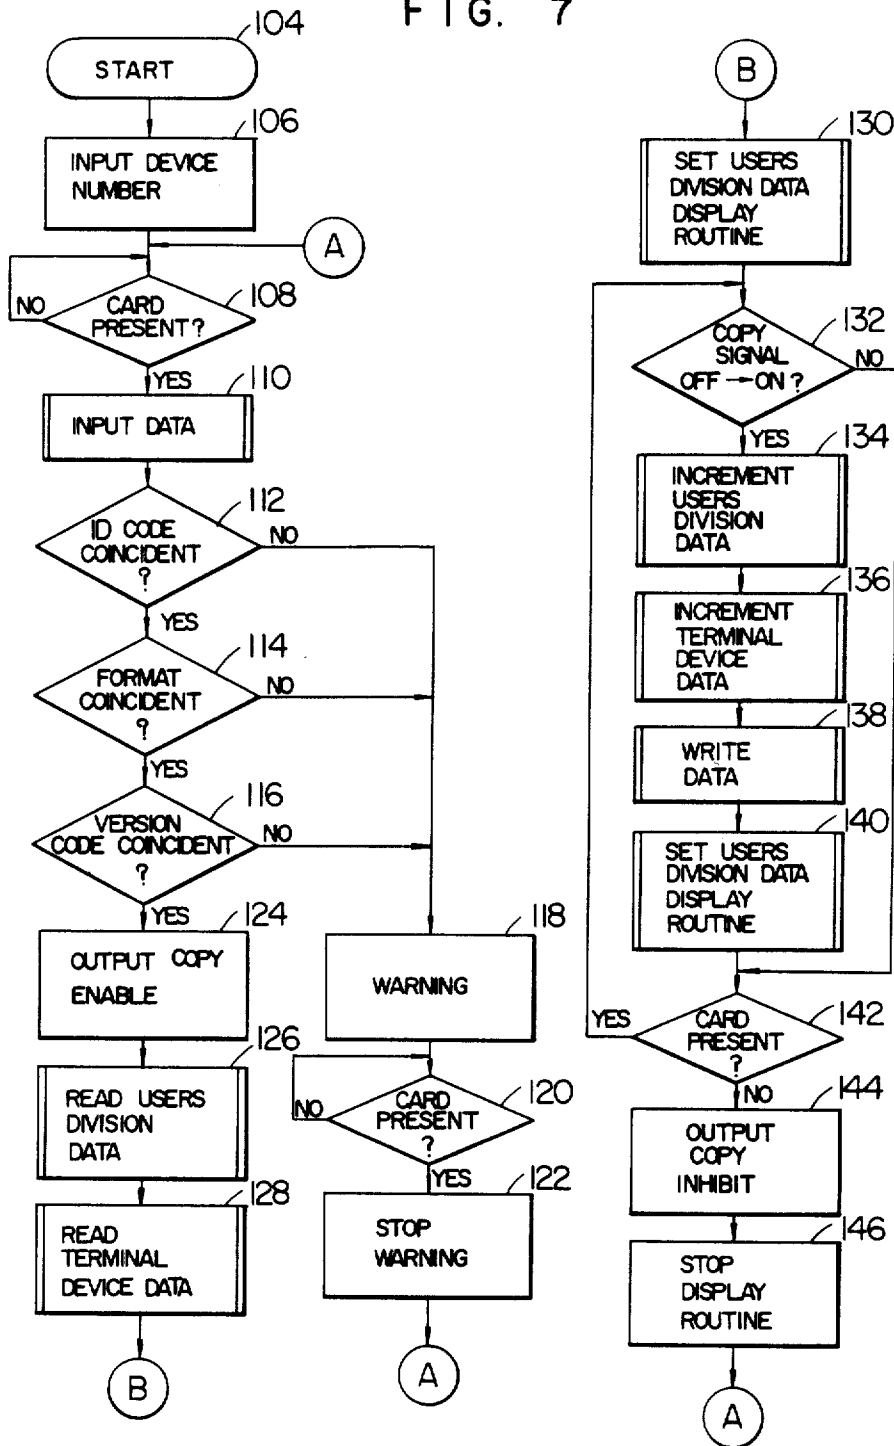 FIG. 7
104
START
106
INPUT DEVICE
NUMBER
A
108
NO
CARD
PRESENT?
YES
110
INPUT DATA
112
ID CODE
COINCIDENT
?
NO
YES
114
FORMAT
COINCIDENT
?
NO
YES
116
VERSION
CODE COINCIDENT
?
NO
YES
124
OUTPUT COPY
ENABLE
126
READ USERS
DIVISION
DATA
128
READ
TERMINAL
DEVICE DATA
B
118
WARNING
120
NO
CARD
PRESENT
?
YES
122
STOP
WARNING
A
B
130
SET USERS
DIVISION DATA
DISPLAY
ROUTINE
132
COPY
SIGNAL
OFF → ON ?
NO
YES
134
INCREMENT
USERS
DIVISION
DATA
136
INCREMENT
TERMINAL
DEVICE
DATA
138
WRITE
DATA
140
SET USERS
DIVISION DATA
DISPLAY
ROUTINE
142
YES
CARD
PRESENT
?
NO
144
OUTPUT
COPY
INHIBIT
146
STOP
DISPLAY
ROUTINE
A